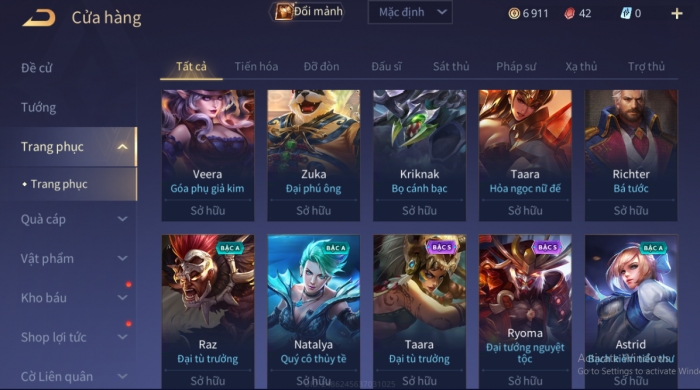 Cửa hàng
Đổi mảnh
Mặc định
6 911
42
0
Đề cử
Tướng
Trang phục
Trang phục
Quà cáp
Vật phẩm
Kho báu
Shop lợi tức
Cờ Liên quân
Tất cả Tiến hóa Đỡ đòn Đấu sĩ Sát thủ Pháp sư Xạ thủ Trợ thủ
Veera
Góa phụ giả kim
Sở hữu
Zuka
Đại phú ông
Sở hữu
Kriknak
Bọ cánh bạc
Sở hữu
Taara
Hỏa ngọc nữ đế
Sở hữu
Richter
Bá tước
Sở hữu
BẬC A
Raz
Đại tù trưởng
Sở hữu
BẬC A
Natalya
Quý cô thủy tề
Sở hữu
BẬC S
Taara
Đại tù trưởng
Sở hữu
BẬC S
Ryoma
Đại tướng nguyệt
tộc
Sở hữu
BẬC A
Astrid
Bạch kiếm tiểu thư
Sở hữu
Activate Windows
Go to Settings to activate Wind